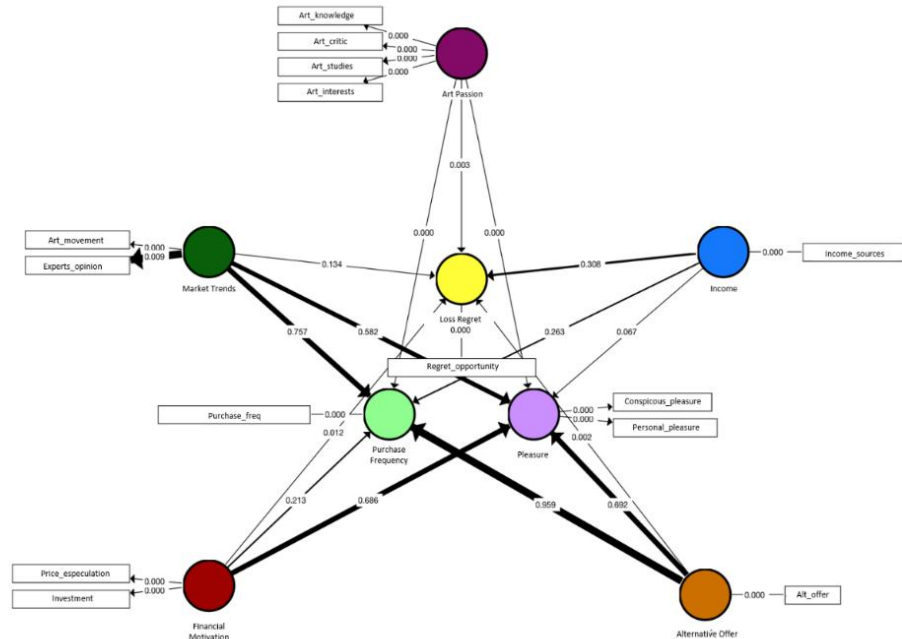 Art_knowledge
0.000
Art_critic
0.000
Art_studies
0.000
Art_interests
0.000
Art Passion
0.003
0.000
0.000
Art_movement
0.000
Experts_opinion
0.009
Market Trends
0.134
0.308
0.000
Income_sources
Income
Loss Regret
0.000
0.757
0.582
0.263
0.067
Regret_opportunity
Purchase_freq
0.000
Purchase
Frequency
Pleasure
0.000
Conspicous_pleasure
0.000
Personal_pleasure
0.012
0.002
0.213
0.686
0.959
0.692
Price_especulation
0.000
Investment
0.000
Financial
Motivation
0.000
Alt_offer
Alternative Offer